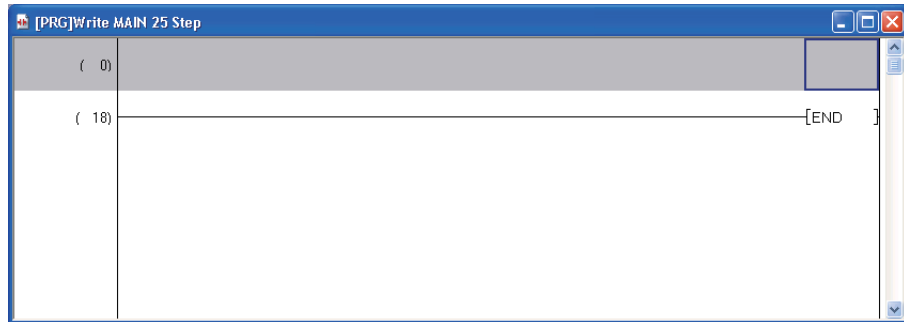 [PRG]Write MAIN 25 Step
( 0)
( 18) [END ]